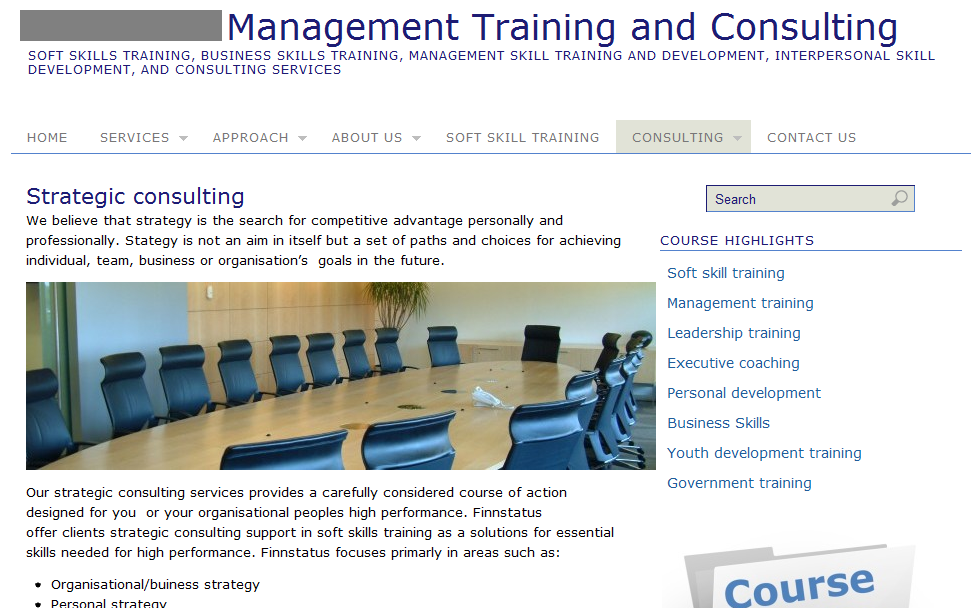 Management Training and Consulting
SOFT SKILLS TRAINING, BUSINESS SKILLS TRAINING, MANAGEMENT SKILL TRAINING AND DEVELOPMENT, INTERPERSONAL SKILL
DEVELOPMENT, AND CONSULTING SERVICES
HOME SERVICES APPROACH ABOUT US SOFT SKILL TRAINING CONSULTING CONTACT US
Strategic consulting
We believe that strategy is the search for competitive advantage personally and
professionally. Stategy is not an aim in itself but a set of paths and choices for achieving
individual, team, business or organisation’s  goals in the future.
Our strategic consulting services provides a carefully considered course of action
designed for you  or your organisational peoples high performance. Finnstatus
offer clients strategic consulting support in soft skills training as a solutions for essential
skills needed for high performance. Finnstatus focuses primarly in areas such as:
Organisational/buiness strategy
Personal strategy
Search
COURSE HIGHLIGHTS
Soft skill training
Management training
Leadership training
Executive coaching
Personal development
Business Skills
Youth development training
Government training
Course